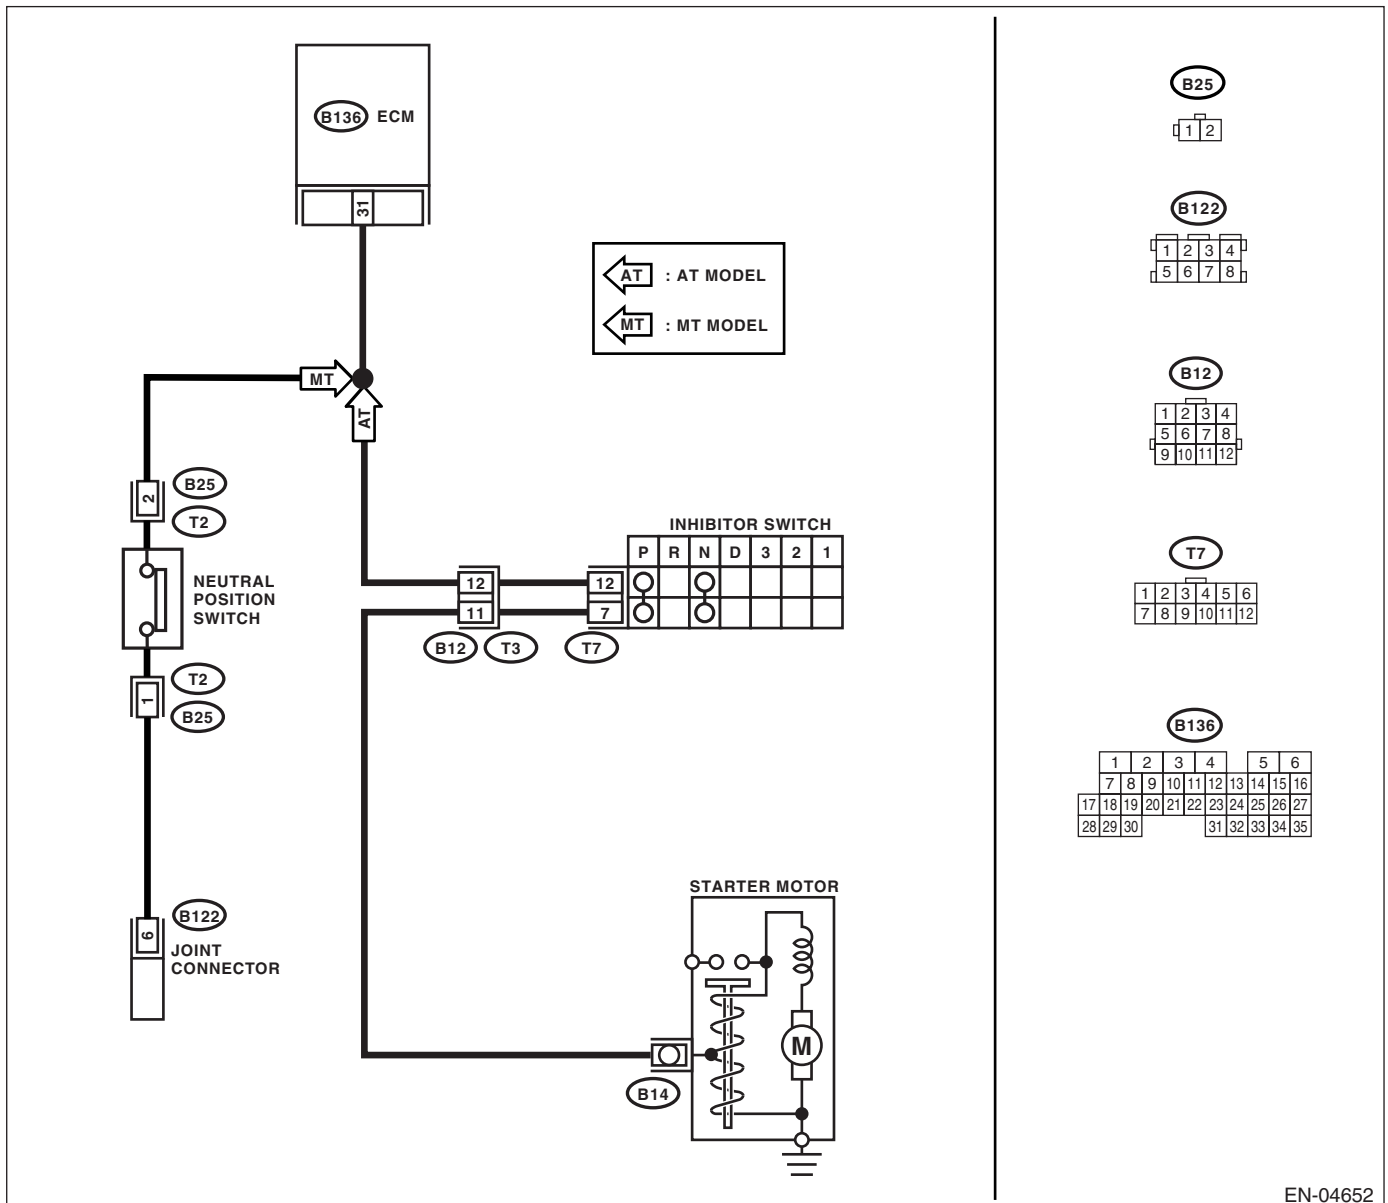 B136 ECM
31
AT : AT MODEL
MT : MT MODEL
MT
AT
2
B25
T2
NEUTRAL
POSITION
SWITCH
T2
1
B25
B122
6
JOINT
CONNECTOR
INHIBITOR SWITCH
P R N D 3 2 1
12 12
11 7
B12 T3 T7
STARTER MOTOR
M
B14
B25
1 2
B122
1 2 3 4
5 6 7 8
B12
1 2 3 4
5 6 7 8
9 10 11 12
T7
1 2 3 4 5 6
7 8 9 10 11 12
B136
1 2 3 4 5 6
7 8 9 10 11 12 13 14 15 16
17 18 19 20 21 22 23 24 25 26 27
28 29 30 31 32 33 34 35
EN-04652